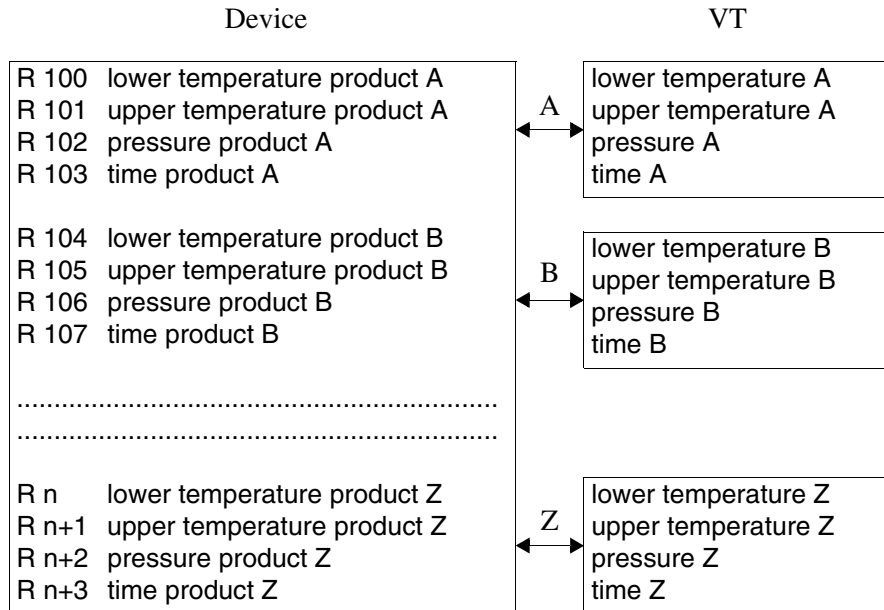 Device VT
R 100 lower temperature product A
R 101 upper temperature product A
R 102 pressure product A
R 103 time product A
A
lower temperature A
upper temperature A
pressure A
time A
R 104 lower temperature product B
R 105 upper temperature product B
R 106 pressure product B
R 107 time product B
B
lower temperature B
upper temperature B
pressure B
time B
................................................................
................................................................
R n lower temperature product Z
R n+1 upper temperature product Z
R n+2 pressure product Z
R n+3 time product Z
Z
lower temperature Z
upper temperature Z
pressure Z
time Z